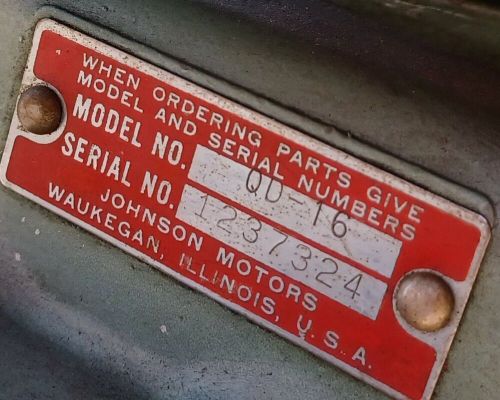 WHEN ORDERING PARTS GIVE
MODEL AND SERIAL NUMBERS
MODEL NO. QD-16
SERIAL NO. 1237324
JOHNSON MOTORS
WAUKEGAN, ILLINOIS, U.S.A.